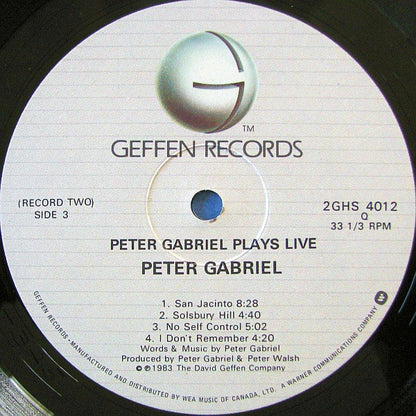 TM
GEFFEN RECORDS
(RECORD TWO)
SIDE 3
2GHS 4012
Q
33 1/3 RPM
PETER GABRIEL PLAYS LIVE
PETER GABRIEL
1. San Jacinto 8:28
2. Solsbury Hill 4:40
3. No Self Control 5:02
4. I Don't Remember 4:20
Words & Music by Peter Gabriel
Produced by Peter Gabriel & Peter Walsh
© ℗ 1983 The David Geffen Company
GEFFEN RECORDS - MANUFACTURED AND DISTRIBUTED BY WEA MUSIC OF CANADA, LTD. A WARNER COMMUNICATIONS COMPANY